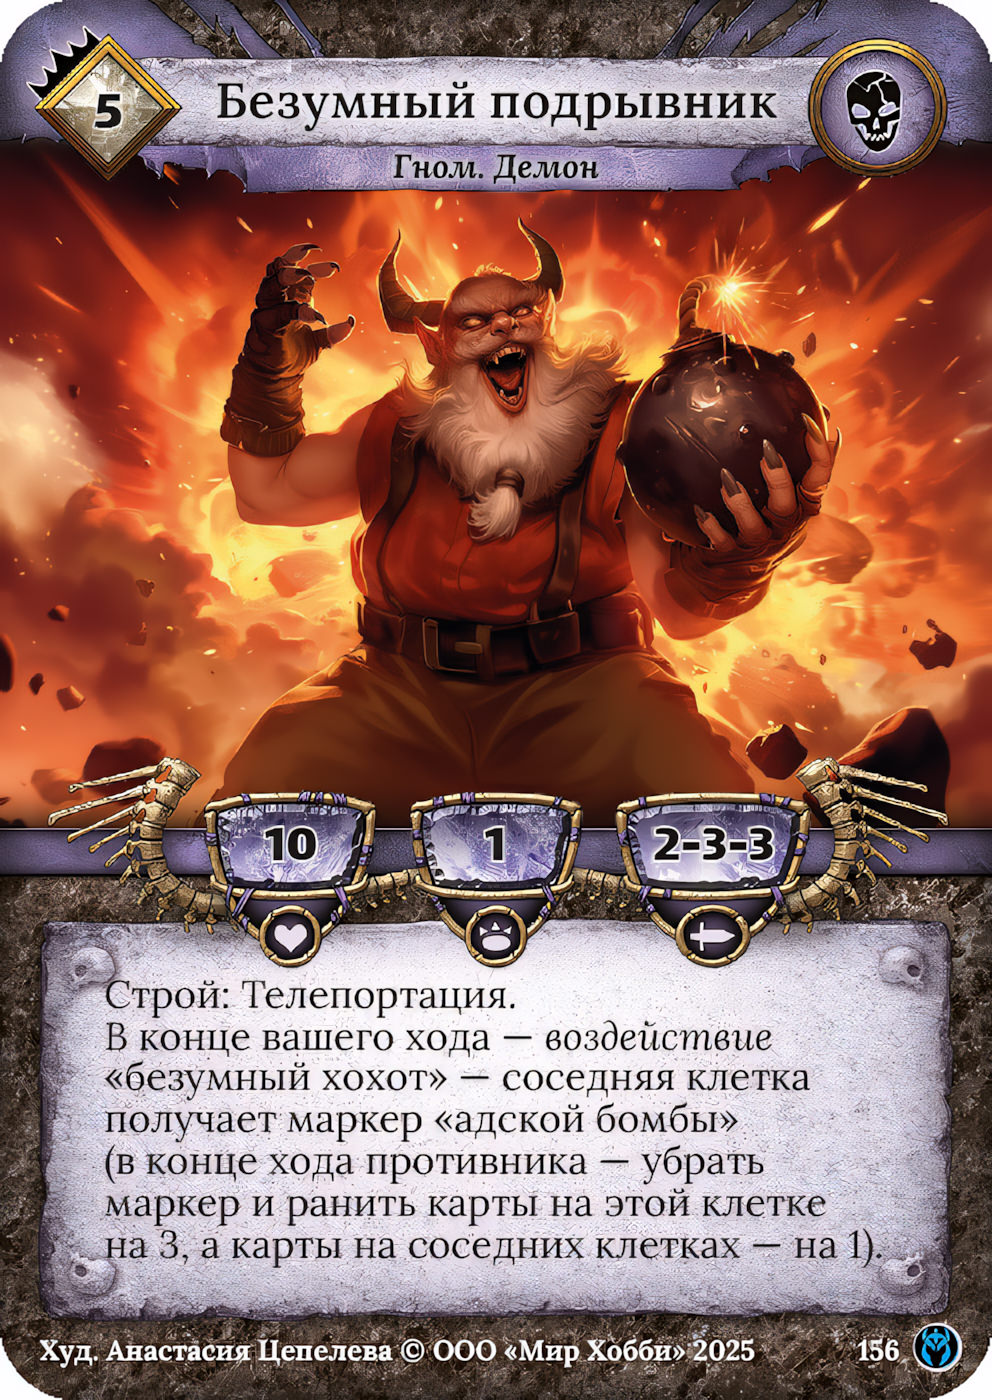 5
Безумный подрывник
Гном. Демон
10
1
2-3-3
Строй: Телепортация.
В конце вашего хода — воздействие
«безумный хохот» — соседняя клетка
получает маркер «адской бомбы»
(в конце хода противника — убрать
маркер и ранить карты на этой клетке
на 3, а карты на соседних клетках — на 1).
Худ. Анастасия Цепелева © ООО «Мир Хобби» 2025
156